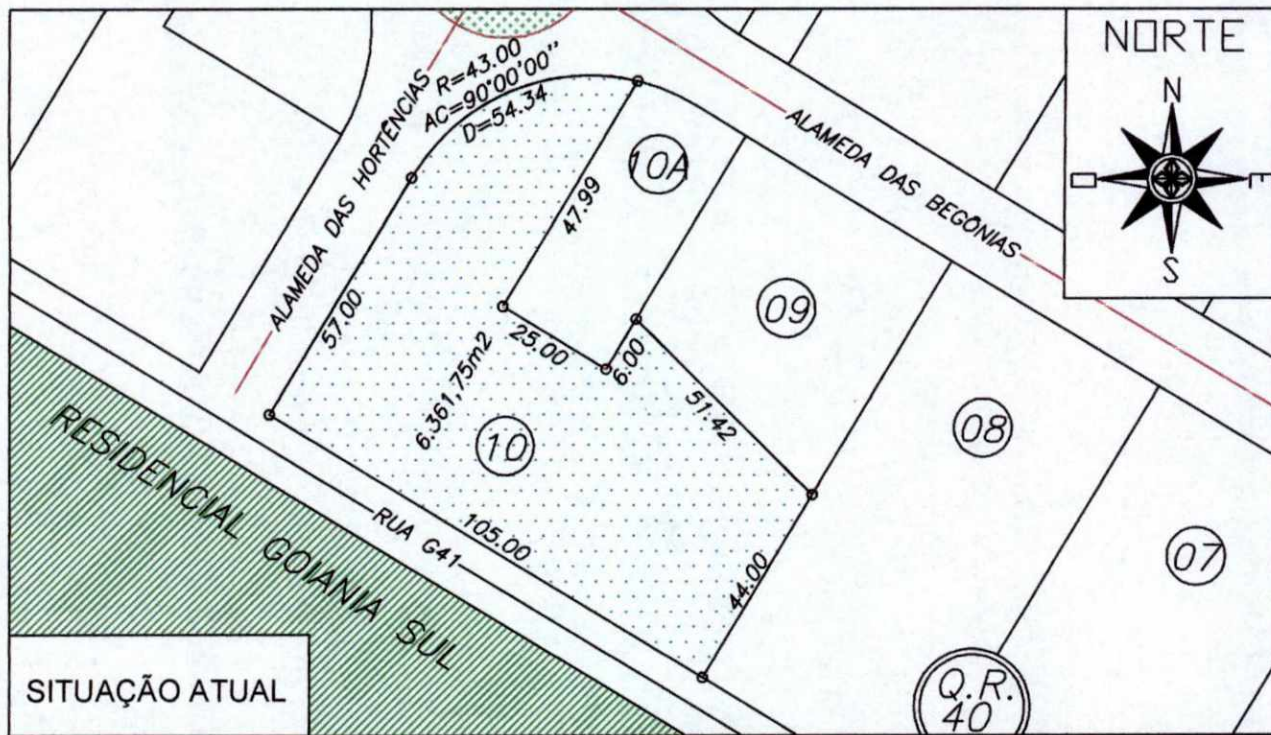 NORTE
N
S
E
R=43.00
AC=90°00'00"
D=54.34
ALAMEDA DAS HORTENCIAS
ALAMEDA DAS BEGÔNIAS
10A
47.99
09
57.00
25.00
6.00
6.361,75m2
51.42
08
10
07
RUA G41
105.00
44.00
RESIDENCIAL GOIANIA SUL
Q.R.
40
SITUAÇÃO ATUAL